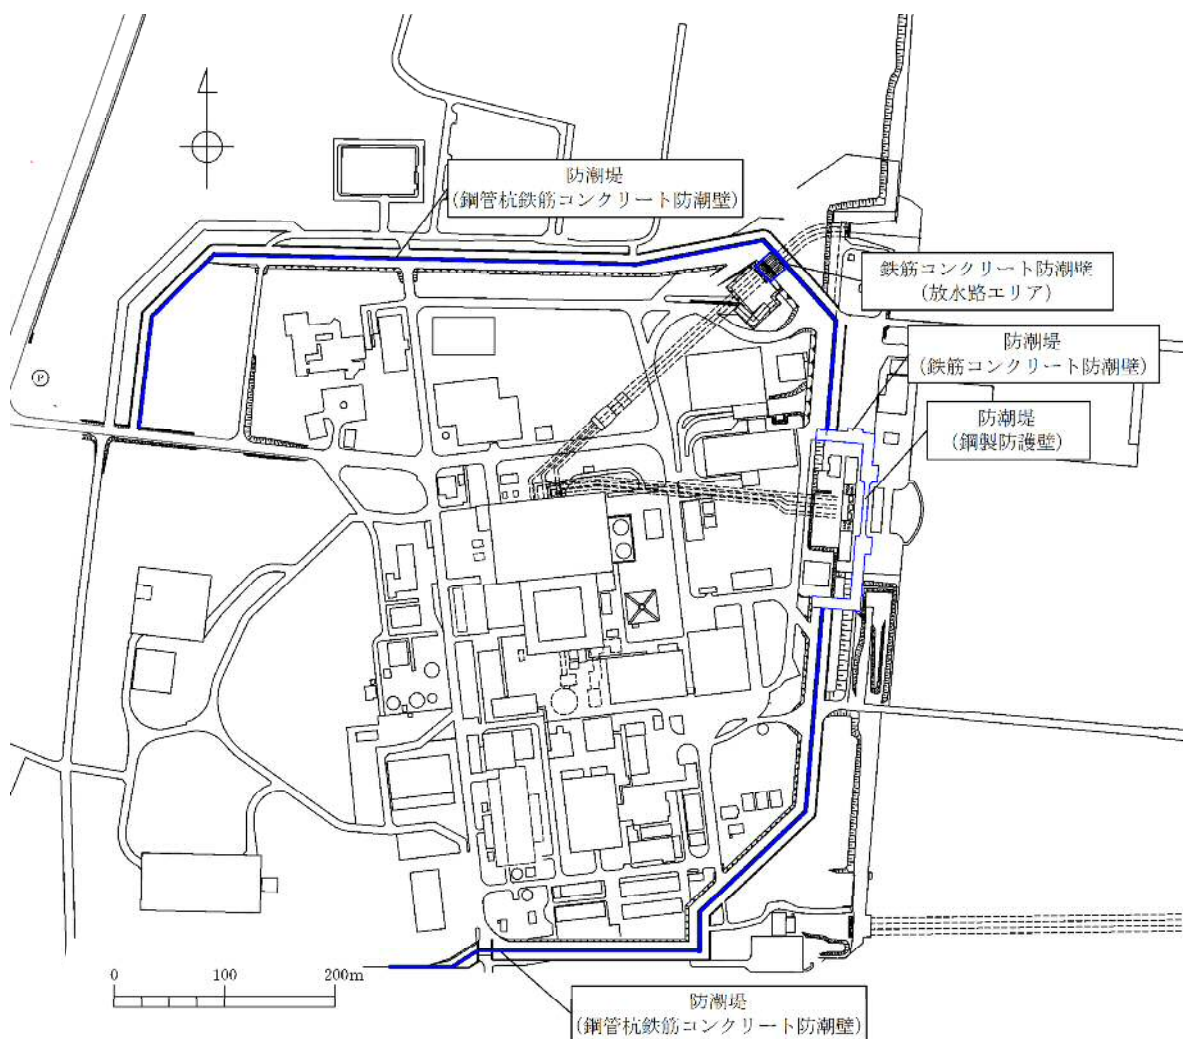 防潮堤
(鋼管杭鉄筋コンクリート防潮壁)
鉄筋コンクリート防潮壁
(放水路エリア)
防潮堤
(鉄筋コンクリート防潮壁)
P
防潮堤
(鋼製防護壁)
0 100 200m
防潮堤
(鋼管杭鉄筋コンクリート防潮壁)